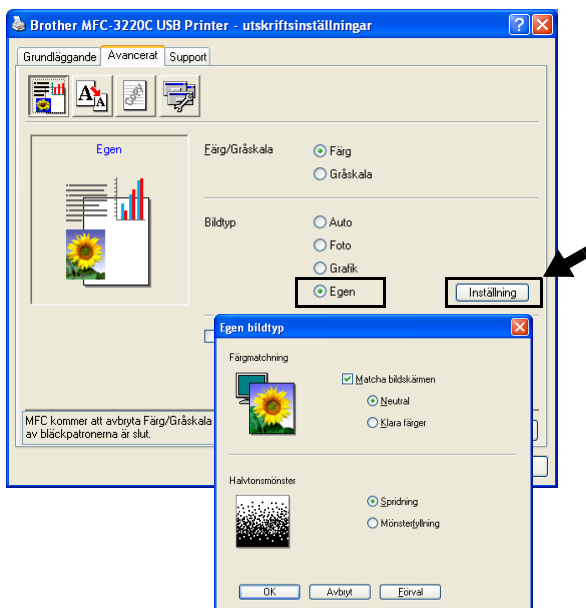 Brother MFC-3220C USB Printer - utskriftsinställningar
Grundläggande Avancerat Support
Egen
Färg/Gråskala
Färg
Gråskala
Bildtyp
Auto
Foto
Grafik
Egen
Inställning
MFC kommer att avbryta Färg/Gråskala
av bläckpatronerna är slut.
Egen bildtyp
Färgmatchning
Matcha bildskärmen
Neutral
Klara färger
Halvtonsmönster
Spridning
Mönsterfyllning
OK Avbryt Förval